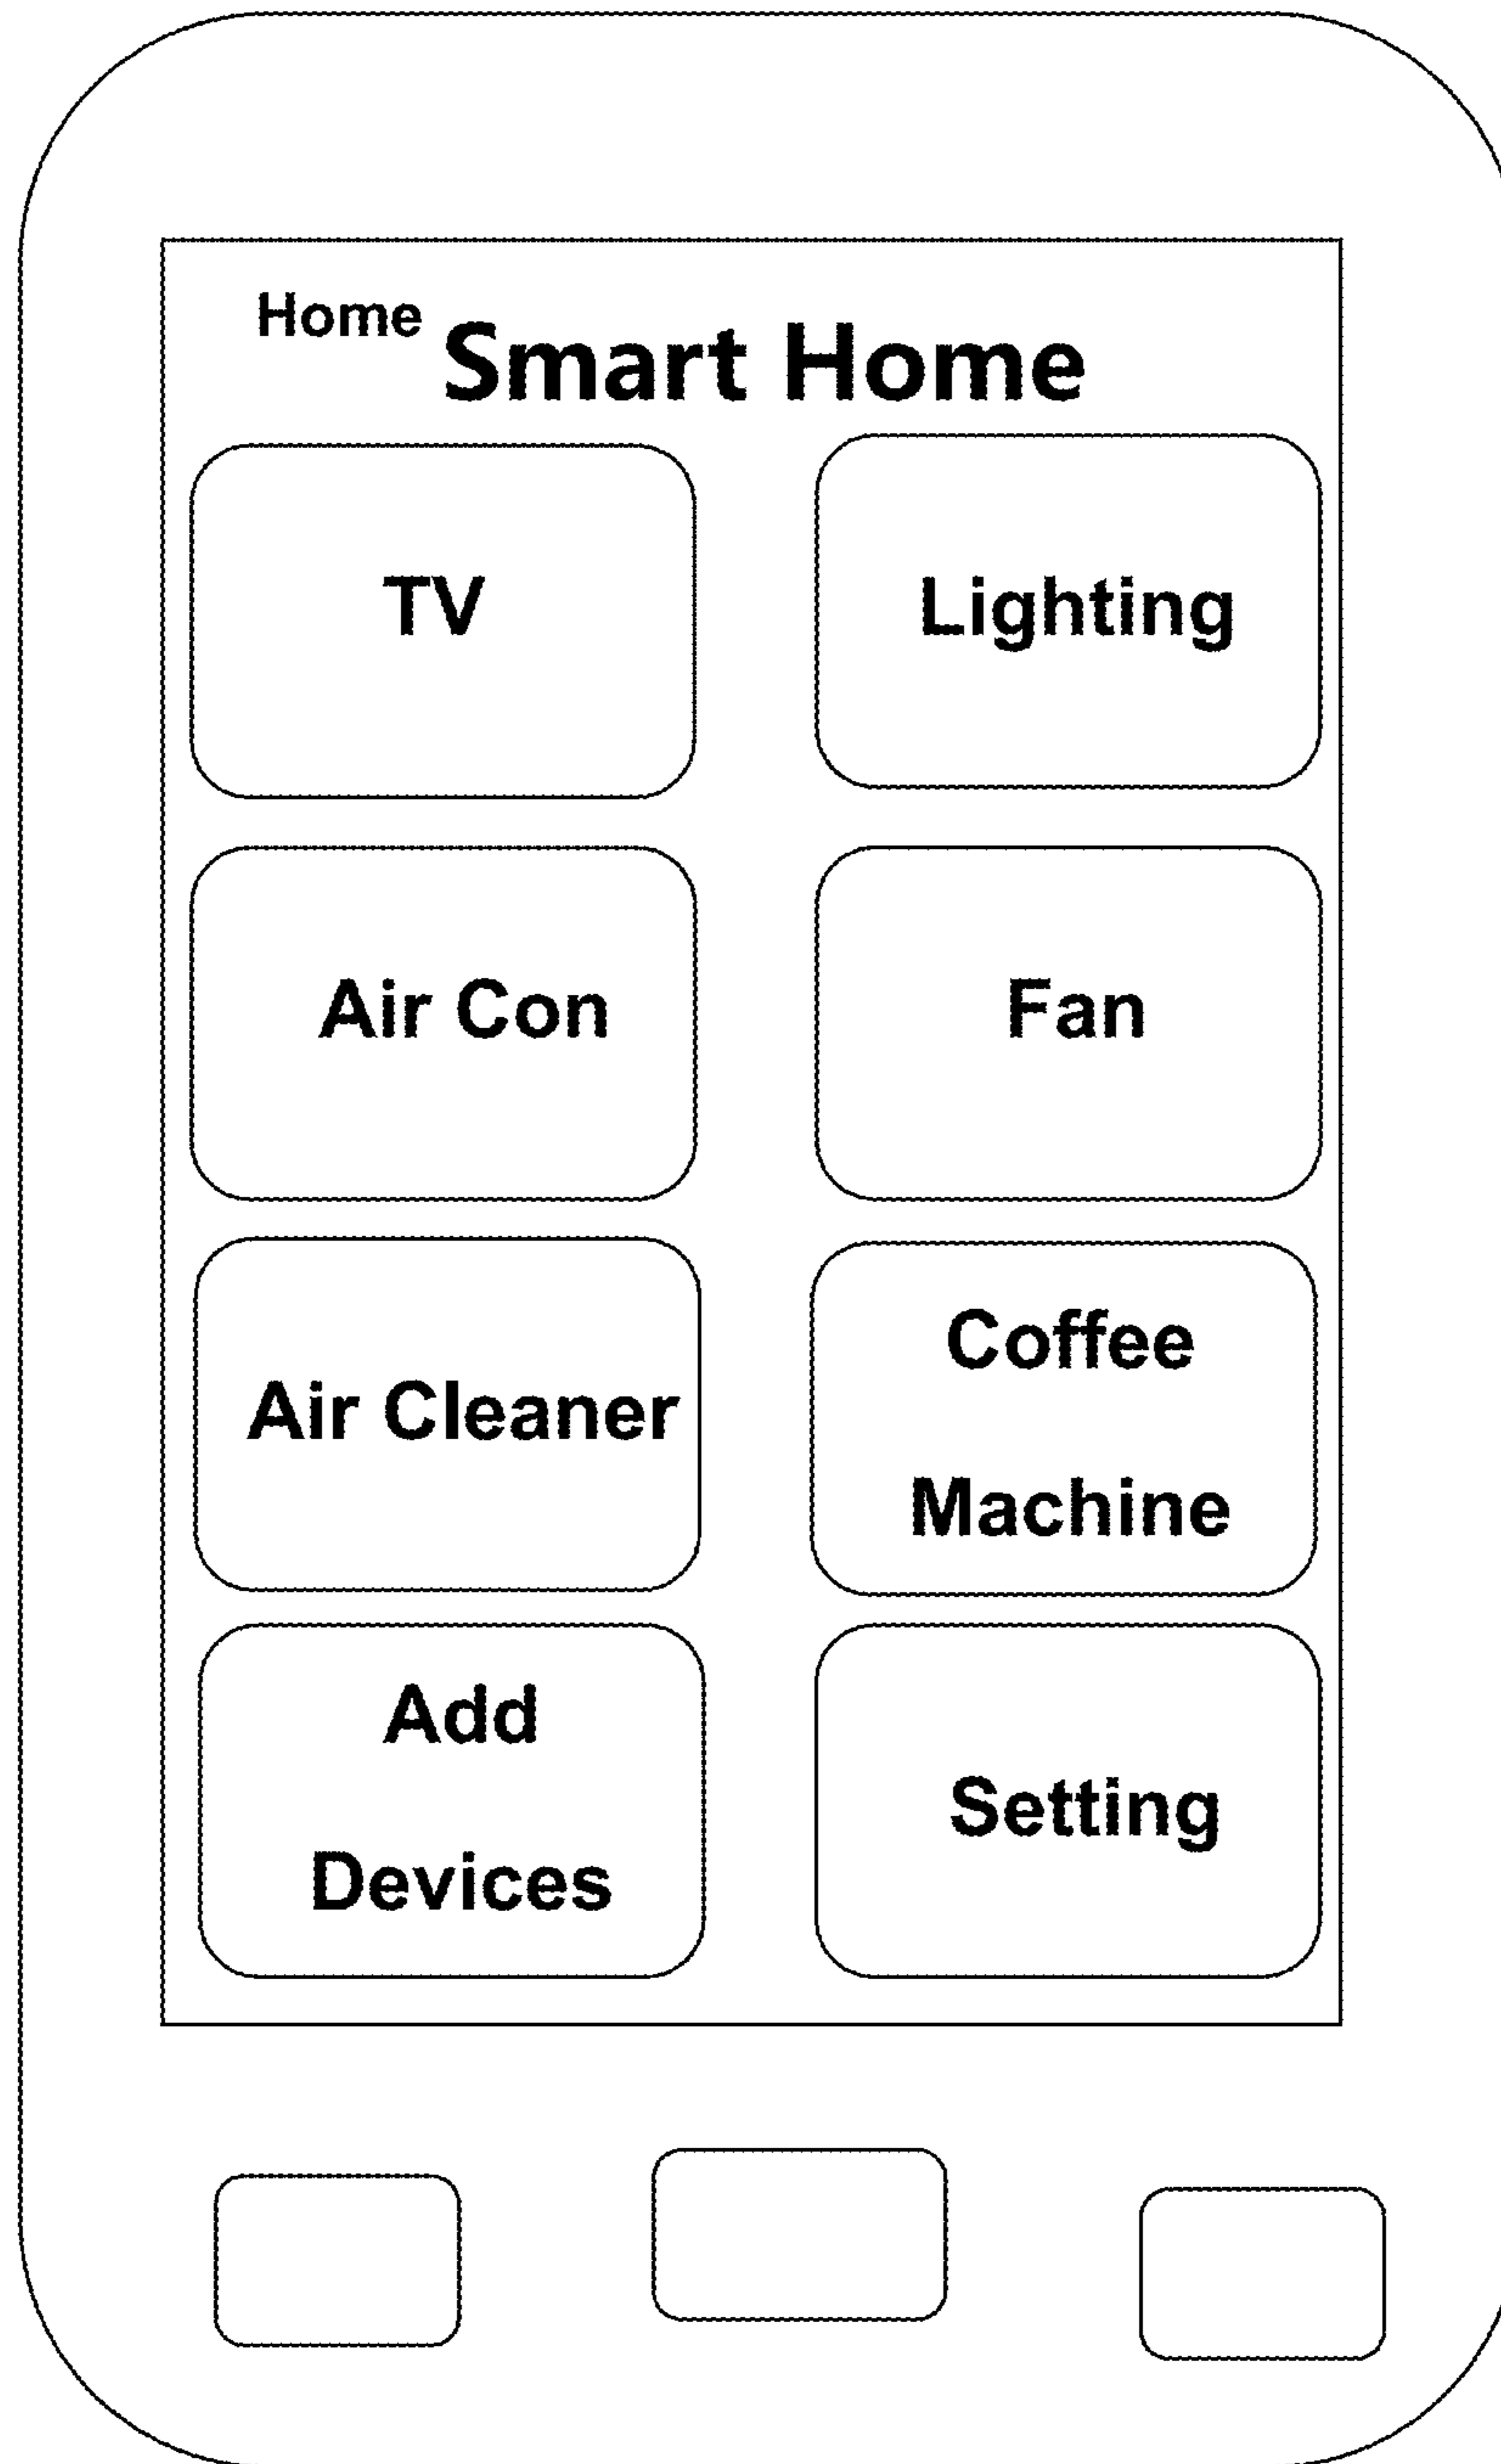 Home
Smart Home
TV
Lighting
Air Con
Fan
Air Cleaner
Coffee
Machine
Add
Devices
Setting